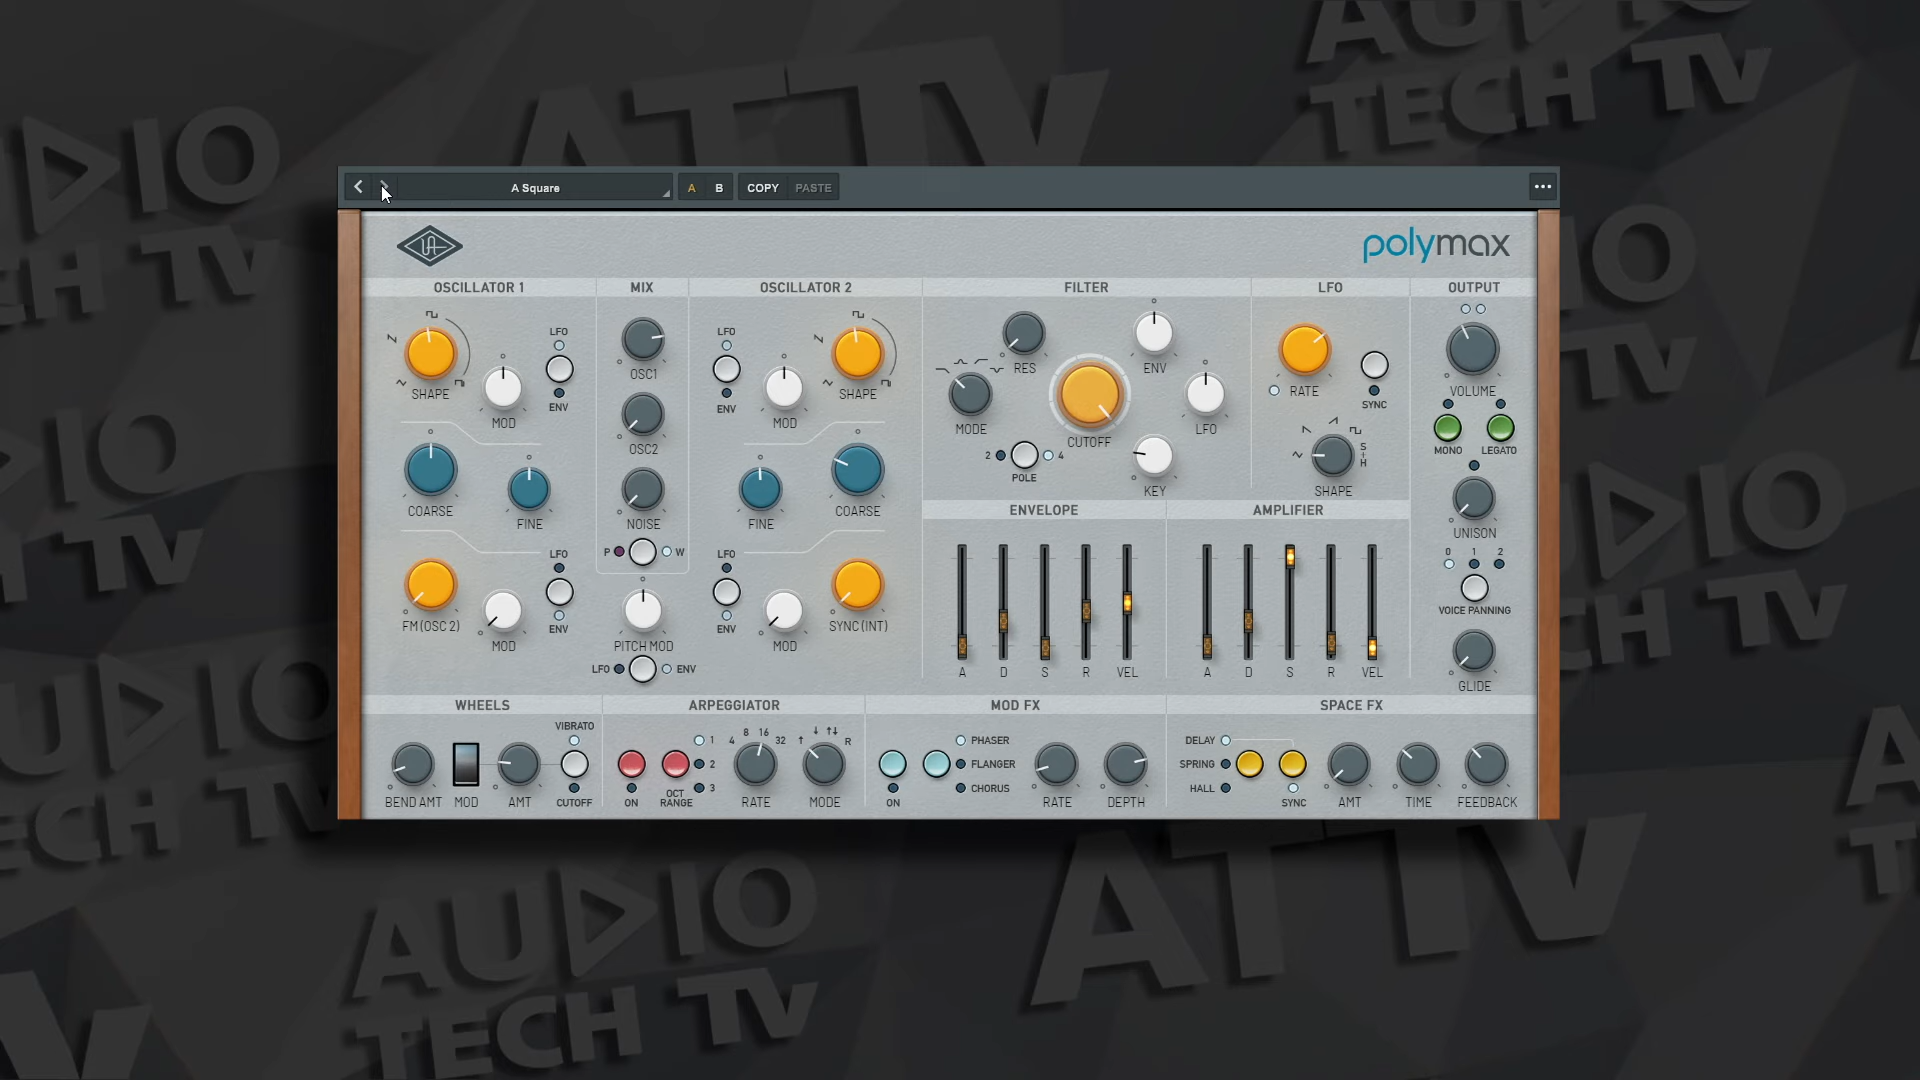 A Square
A B COPY PASTE
UA
polymax
OSCILLATOR 1 MIX OSCILLATOR 2 FILTER LFO OUTPUT
LFO LFO
OSC1 RES ENV
SHAPE ENV ENV SHAPE RATE VOLUME
MOD MOD MODE CUTOFF LFO SYNC
OSC2 2 4 MONO LEGATO
POLE KEY SHAPE S+H
COARSE FINE NOISE FINE COARSE
ENVELOPE AMPLIFIER
UNISON
P W
LFO LFO 0 1 2
VOICE PANNING
FM (OSC 2) ENV ENV SYNC (INT)
MOD PITCH MOD MOD
LFO ENV
A D S R VEL A D S R VEL
GLIDE
WHEELS ARPEGGIATOR MOD FX SPACE FX
VIBRATO 1 4 8 16 32 R PHASER DELAY
2 FLANGER SPRING
3 CHORUS HALL
BEND AMT MOD AMT CUTOFF ON OCT RANGE RATE MODE ON RATE DEPTH SYNC AMT TIME FEEDBACK
AUDIO
TECH TV
ATTV